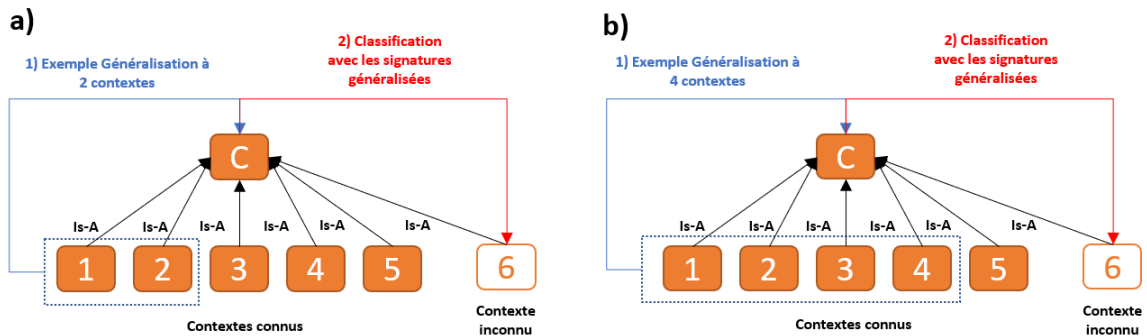 a)
1) Exemple Généralisation à
2 contextes
2) Classification
avec les signatures
généralisées
C
Is-A Is-A Is-A Is-A Is-A Is-A
1 2 3 4 5 6
Contextes connus
Contexte
inconnu
b)
1) Exemple Généralisation à
4 contextes
2) Classification
avec les signatures
généralisées
C
Is-A Is-A Is-A Is-A Is-A Is-A
1 2 3 4 5 6
Contextes connus
Contexte
inconnu